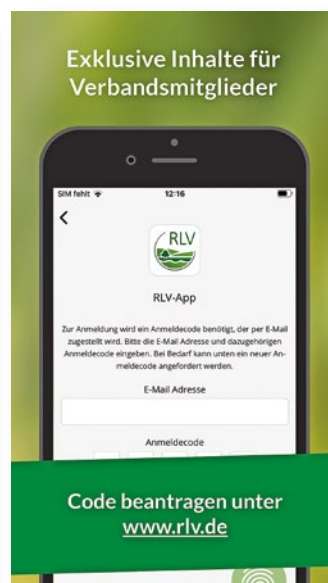 Exklusive Inhalte für
Verbandsmitglieder
SIM fehlt
12:16
RLV
RLV-App
Zur Anmeldung wird ein Anmeldecode benötigt, der per E-Mail
zugestellt wird. Bitte die E-Mail Adresse und dazugehörigen
Anmeldecode eingeben. Bei Bedarf kann unten ein neuer An-
meldecode angefordert werden.
E-Mail Adresse
Anmeldecode
Code beantragen unter
www.rlv.de